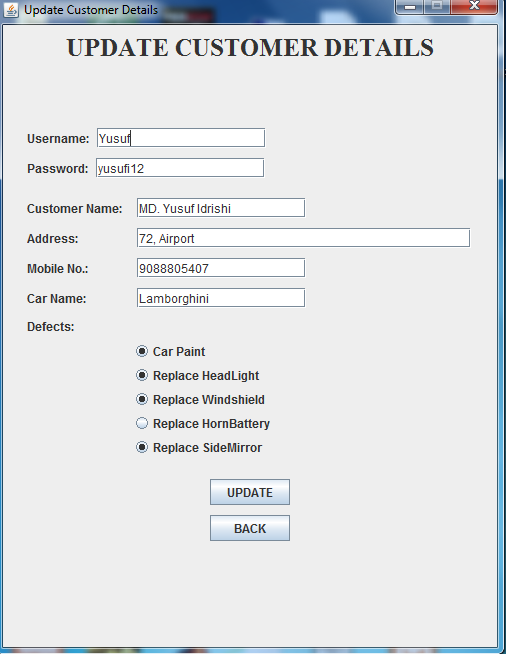 Update Customer Details
UPDATE CUSTOMER DETAILS
Username: Yusuf
Password: yusufi12
Customer Name: MD. Yusuf Idrishi
Address: 72, Airport
Mobile No.: 9088805407
Car Name: Lamborghini
Defects:
Car Paint
Replace HeadLight
Replace Windshield
Replace HornBattery
Replace SideMirror
UPDATE
BACK